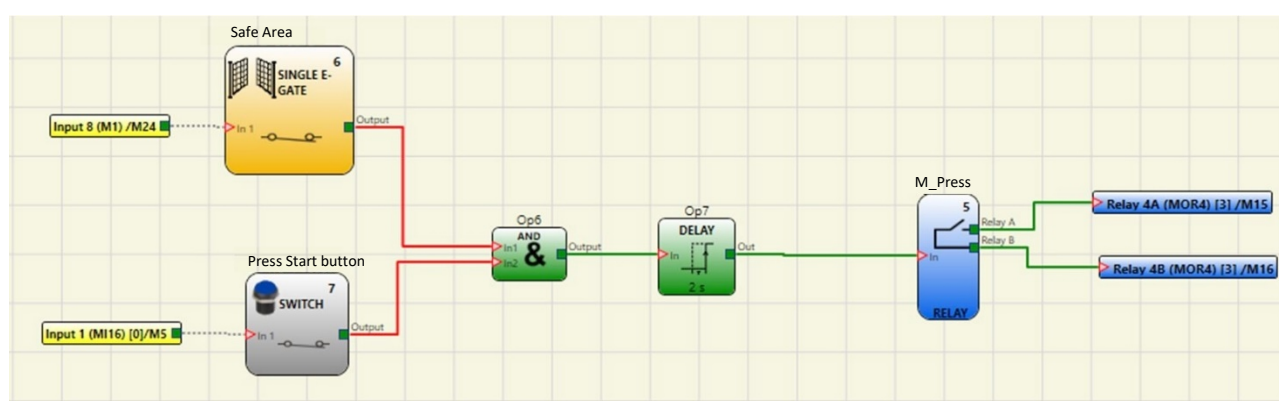 Safe Area
6
SINGLE E-
GATE
Input 8 (M1) /M24
In 1
Output
Press Start button
7
SWITCH
Input 1 (MI16) [0]/M5
In 1
Output
Op6
AND
&
In1
In2
Output
Op7
DELAY
In
Out
2 s
M_Press
5
Relay A
Relay B
In
RELAY
Relay 4A (MOR4) [3] /M15
Relay 4B (MOR4) [3] /M16